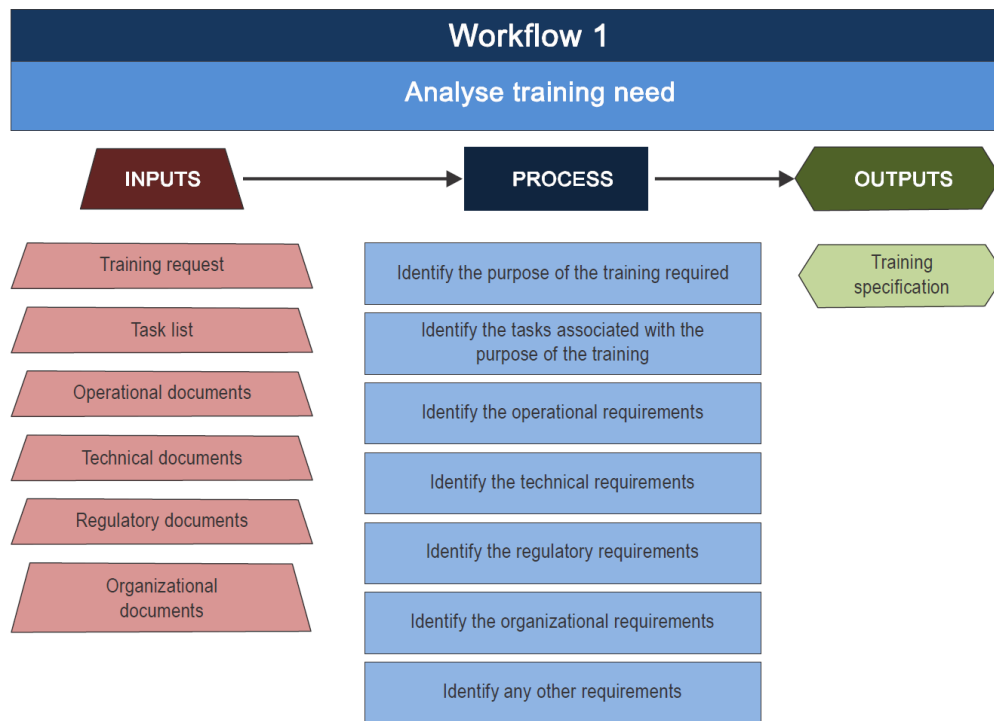 Workflow 1
Analyse training need
INPUTS
PROCESS
OUTPUTS
Training request
Task list
Operational documents
Technical documents
Regulatory documents
Organizational
documents
Identify the purpose of the training required
Identify the tasks associated with the
purpose of the training
Identify the operational requirements
Identify the technical requirements
Identify the regulatory requirements
Identify the organizational requirements
Identify any other requirements
Training
specification